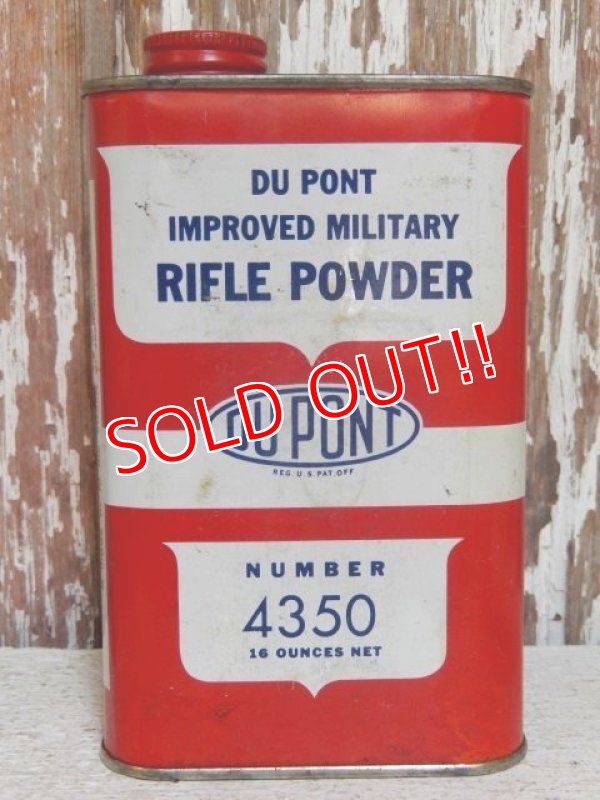 DU PONT
IMPROVED MILITARY
RIFLE POWDER
SOLD OUT!!
DU PONT
REG. U.S. PAT. OFF
NUMBER
4350
16 OUNCES NET